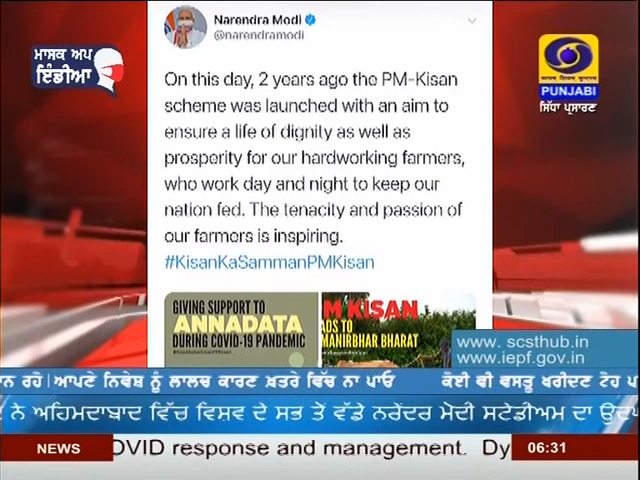 Narendra Modi
@narendramodi
ਮਾਸਕ ਅਪ
ਇੰਡੀਆ
PUNJABI
ਸਿੱਧਾ ਪ੍ਰਸਾਰਣ
On this day, 2 years ago the PM-Kisan
scheme was launched with an aim to
ensure a life of dignity as well as
prosperity for our hardworking farmers,
who work day and night to keep our
nation fed. The tenacity and passion of
our farmers is inspiring.
#KisanKaSammanPMKisan
GIVING SUPPORT TO
ANNADATA
DURING COVID-19 PANDEMIC
M KISAN
ADS TO
MANIRBHAR BHARAT
www. scsthub.in
www.iepf.gov.in
ਰਹੋ।ਆਪਣੇ ਨਿਵੇਸ਼ ਨੂੰ ਲਾਲਚ ਕਾਰਣ ਖ਼ਤਰੇ ਵਿੱਚ ਨਾ ਪਾਓ ਕੋਈ ਵੀ ਵਸਤੂ ਖਰੀਦਣ ਟੋਹ ਪ
ਨੇ ਅਹਿਮਦਾਬਾਦ ਵਿੱਚ ਵਿਸ਼ਵ ਦੇ ਸਭ ਤੋਂ ਵੱਡੇ ਨਰੇਂਦਰ ਮੋਦੀ ਸਟੇਡੀਅਮ ਦਾ ਉਦਘ
NEWS OVID response and management. Dy 06:31